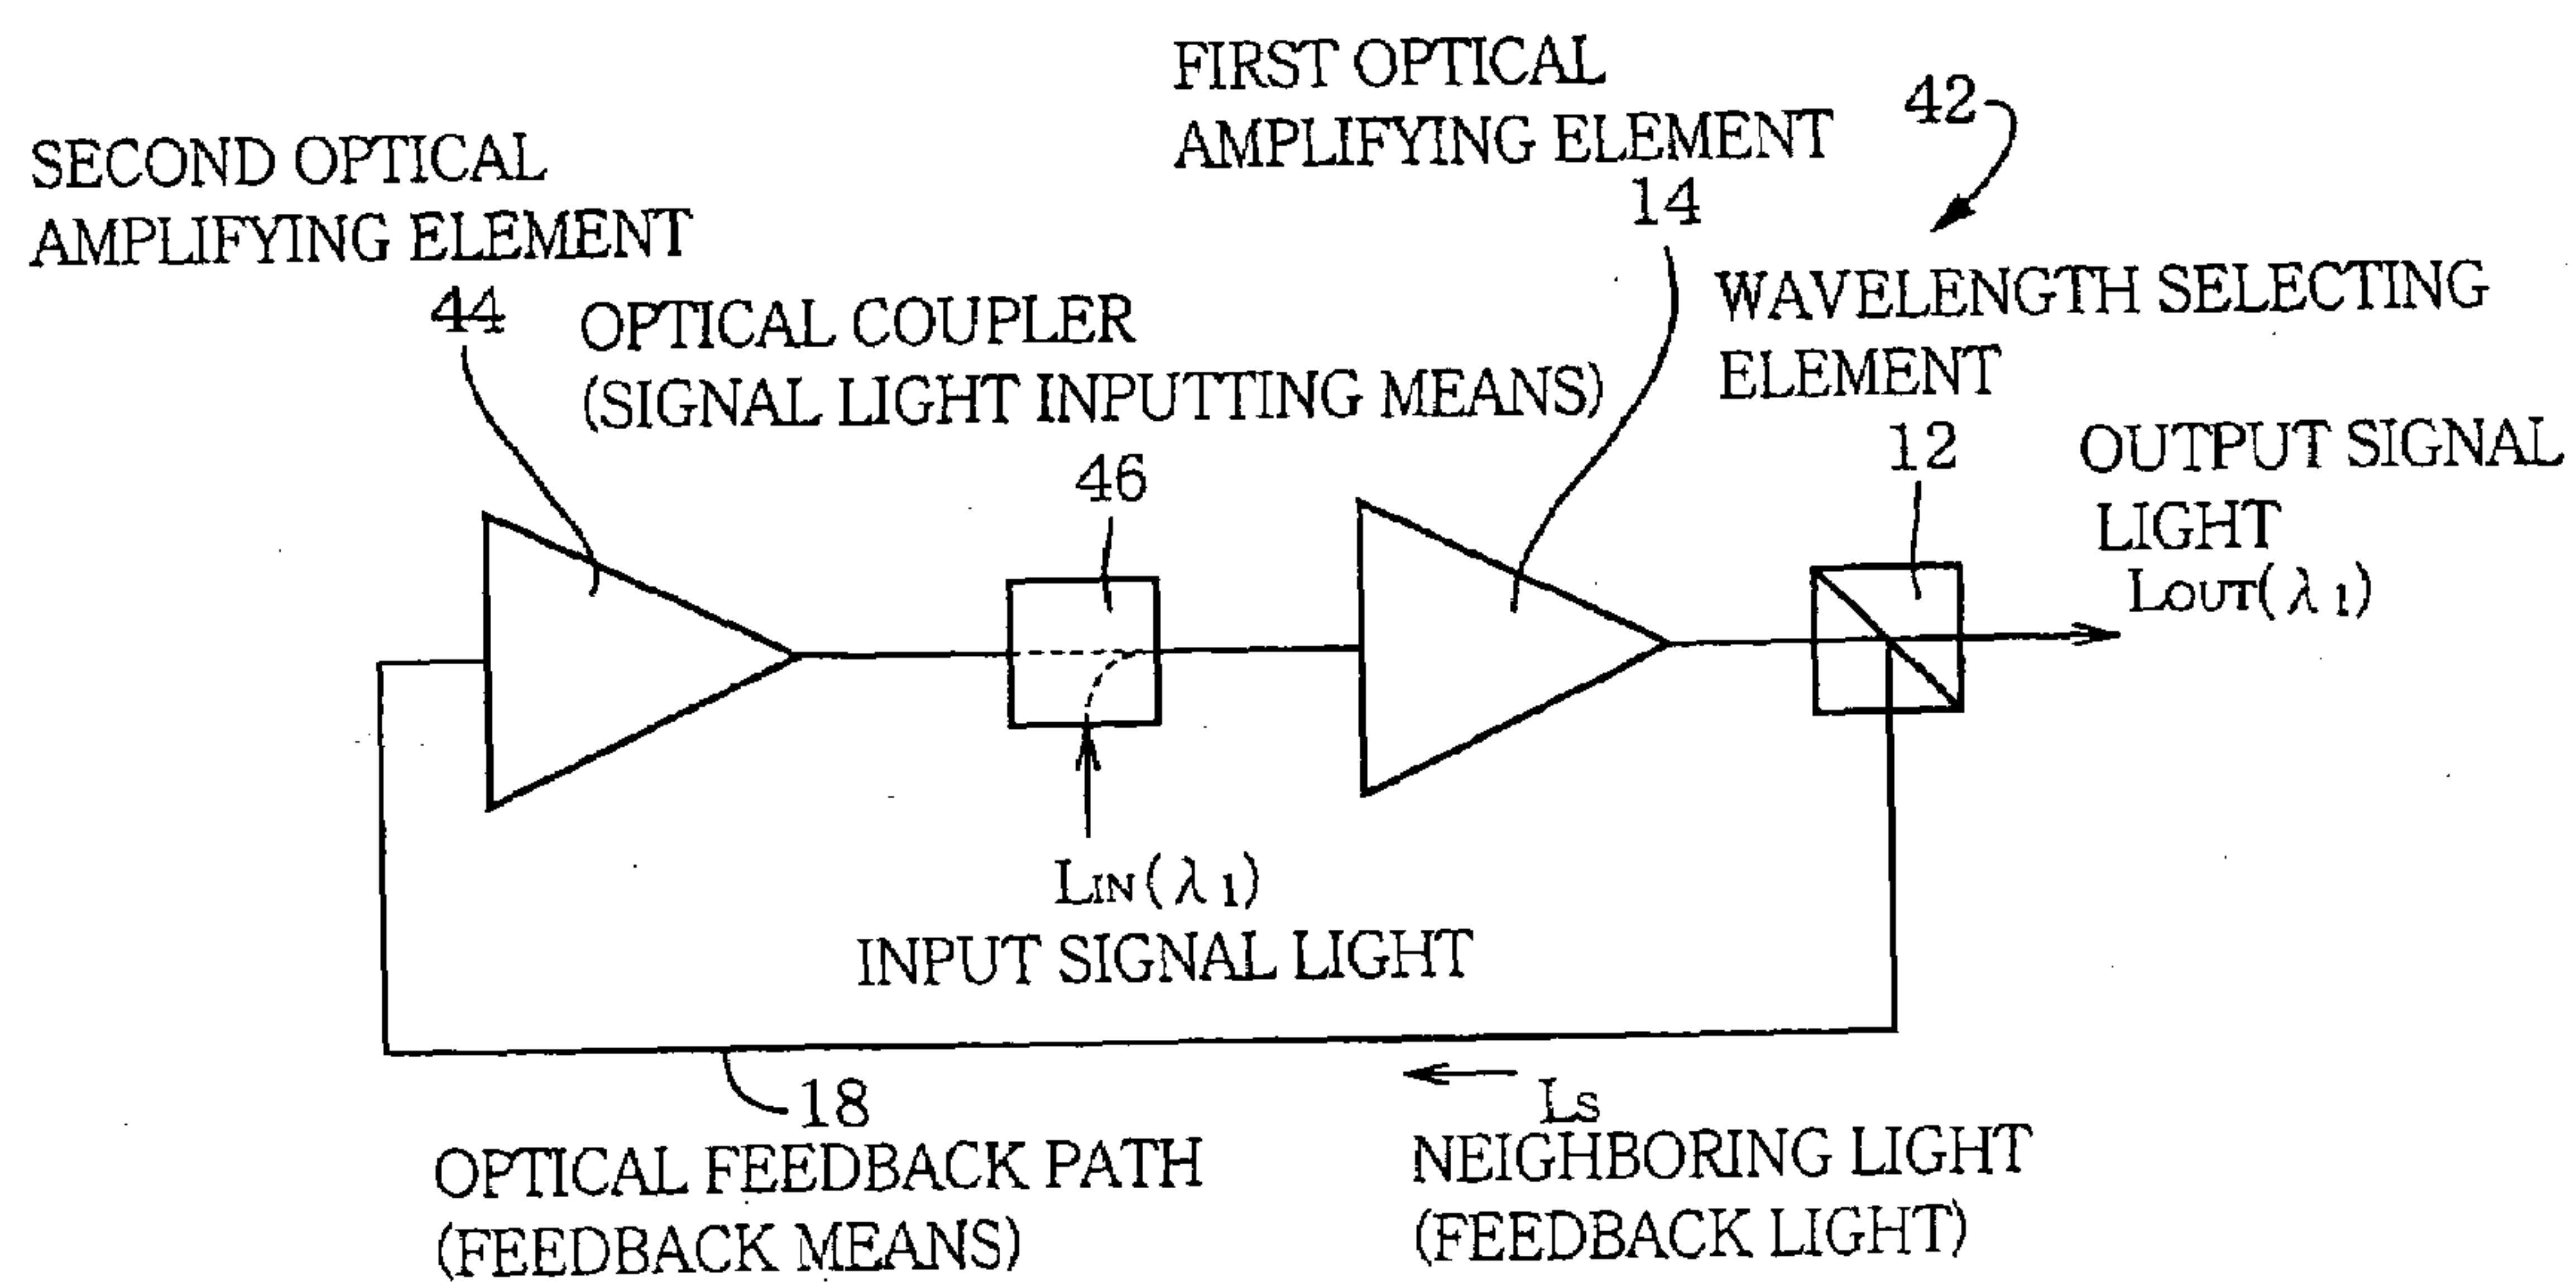 FIRST OPTICAL
AMPLIFYING ELEMENT
14
42
SECOND OPTICAL
AMPLIFYING ELEMENT
44
OPTICAL COUPLER
(SIGNAL LIGHT INPUTTING MEANS)
46
WAVELENGTH SELECTING
ELEMENT
12
OUTPUT SIGNAL
LIGHT
LOUT(λ1)
LIN(λ1)
INPUT SIGNAL LIGHT
18
OPTICAL FEEDBACK PATH
(FEEDBACK MEANS)
LS
NEIGHBORING LIGHT
(FEEDBACK LIGHT)